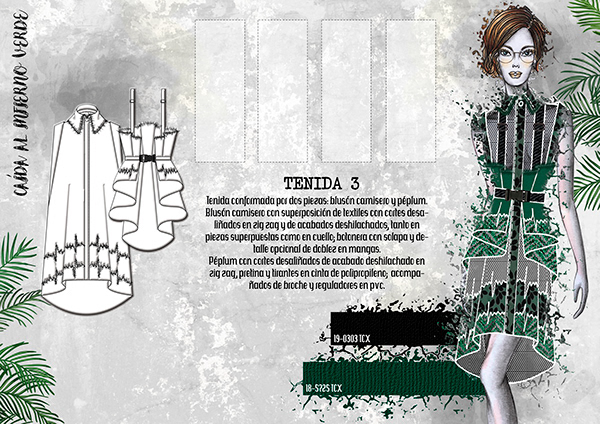 CAÍDA AL INFIERNO VERDE
TENIDA 3
Tenida conformada por dos piezas: blusón camisero y péplum.
Blusón camisero con superposición de textiles con cortes desa-
liñados en zig zag y de acabados deshilachados, tanto en
piezas superpuestas como en cuello; botonera con solapa y de-
talle opcional de doblez en mangas.
Péplum con cortes desaliñados de acabado deshilachado en
zig zag, pretina y tirantes en cinta de polipropileno; acompa-
ñados de broche y reguladores en pvc.
19-0303 TCX
18-5725 TCX